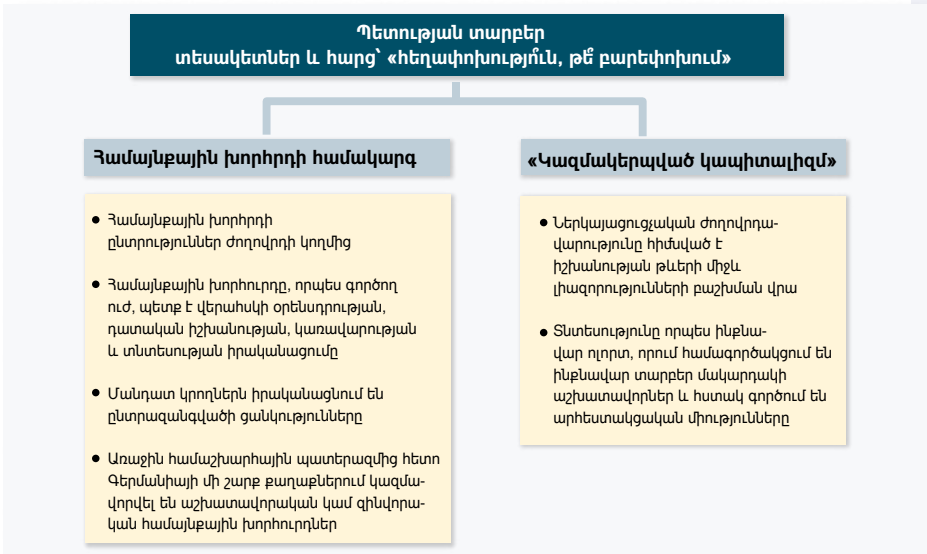 Պետության տարբեր
տեսակետներ և հարց՝ «հեղափոխությո՞ւն, թե՞ բարեփոխում»
Համայնքային խորհրդի համակարգ
• Համայնքային խորհրդի
ընտրություններ ժողովրդի կողմից
• Համայնքային խորհուրդը, որպես գործող
ուժ, պետք է վերահսկի օրենսդրության,
դատական իշխանության, կառավարության
և տնտեսության իրականացումը
• Մանդատ կրողներն իրականացնում են
ընտրազանգվածի ցանկությունները
• Առաջին համաշխարհային պատերազմից հետո
Գերմանիայի մի շարք քաղաքներում կազմա-
վորվել են աշխատավորական կամ զինվորա-
կան համայնքային խորհուրդներ
«Կազմակերպված կապիտալիզմ»
• Ներկայացուցչական ժողովրդա-
վարությունը հիմնված է
իշխանության թևերի միջև
լիազորությունների բաշխման վրա
• Տնտեսությունը որպես ինքնա-
վար ոլորտ, որում համագործակցում են
ինքնավար տարբեր մակարդակի
աշխատավորներ և հստակ գործում են
արհեստակցական միությունները